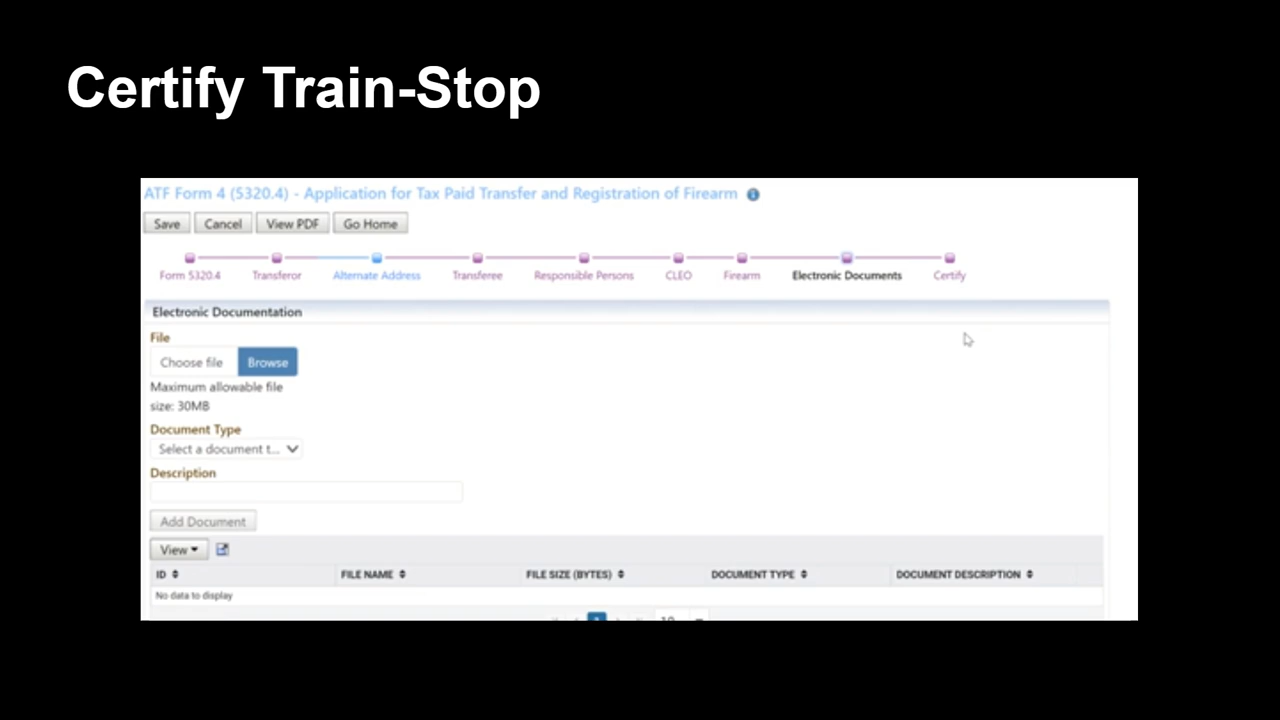 Certify Train-Stop
ATF Form 4 (5320.4) - Application for Tax Paid Transfer and Registration of Firearm
Save Cancel View PDF Go Home
Form 5320.4 Transferor Alternate Address Transferee Responsible Persons CLEO Firearm Electronic Documents Certify
Electronic Documentation
File
Choose file Browse
Maximum allowable file
size: 30MB
Document Type
Select a document t...
Description
Add Document
View
ID FILE NAME FILE SIZE (BYTES) DOCUMENT TYPE DOCUMENT DESCRIPTION
No data to display